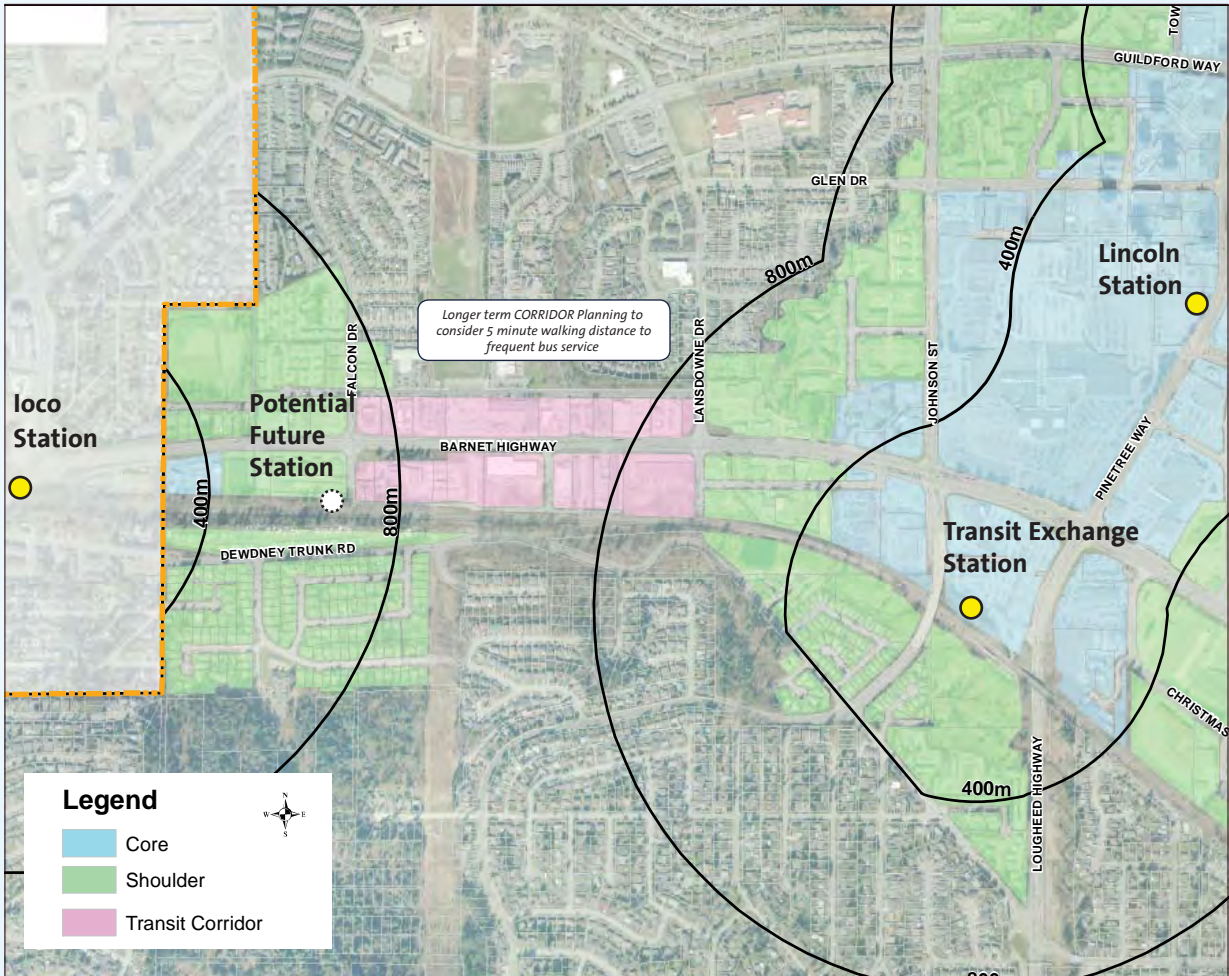 TOW
GUILDFORD WAY
GLEN DR
800m
400m
Lincoln
Station
Longer term CORRIDOR Planning to
consider 5 minute walking distance to
frequent bus service
FALCON DR
LANSDOWNE DR
JOHNSON ST
Ioco
Station
Potential
Future
Station
BARNET HIGHWAY
PINETREE WAY
400m
800m
Transit Exchange
Station
DEWDNEY TRUNK RD
CHRISTMAS
LOUGHEED HIGHWAY
400m
Legend
N
W E
S
Core
Shoulder
Transit Corridor